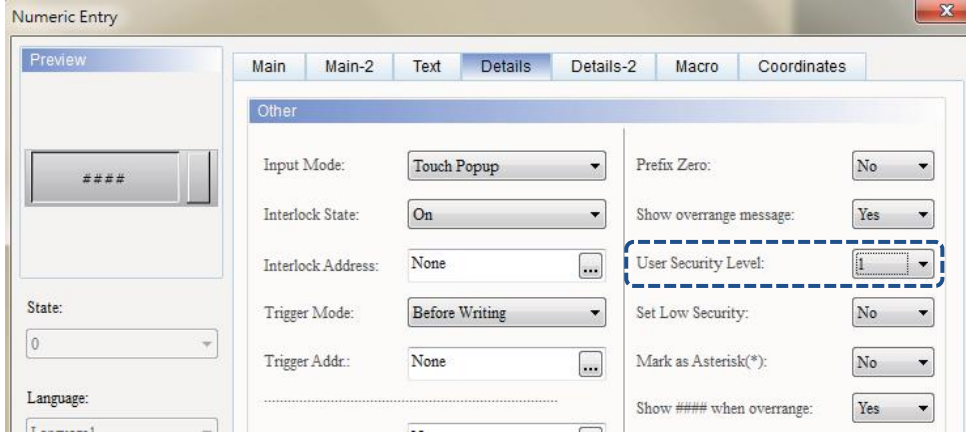 Numeric Entry
Preview
Main Main-2 Text Details Details-2 Macro Coordinates
Other
####
Input Mode: Touch Popup Prefix Zero: No
Interlock State: On Show overrange message: Yes
Interlock Address: None ... User Security Level: 1
State: Trigger Mode: Before Writing Set Low Security: No
0
Trigger Addr.: None ... Mark as Asterisk(*): No
Language:
Show #### when overrange: Yes